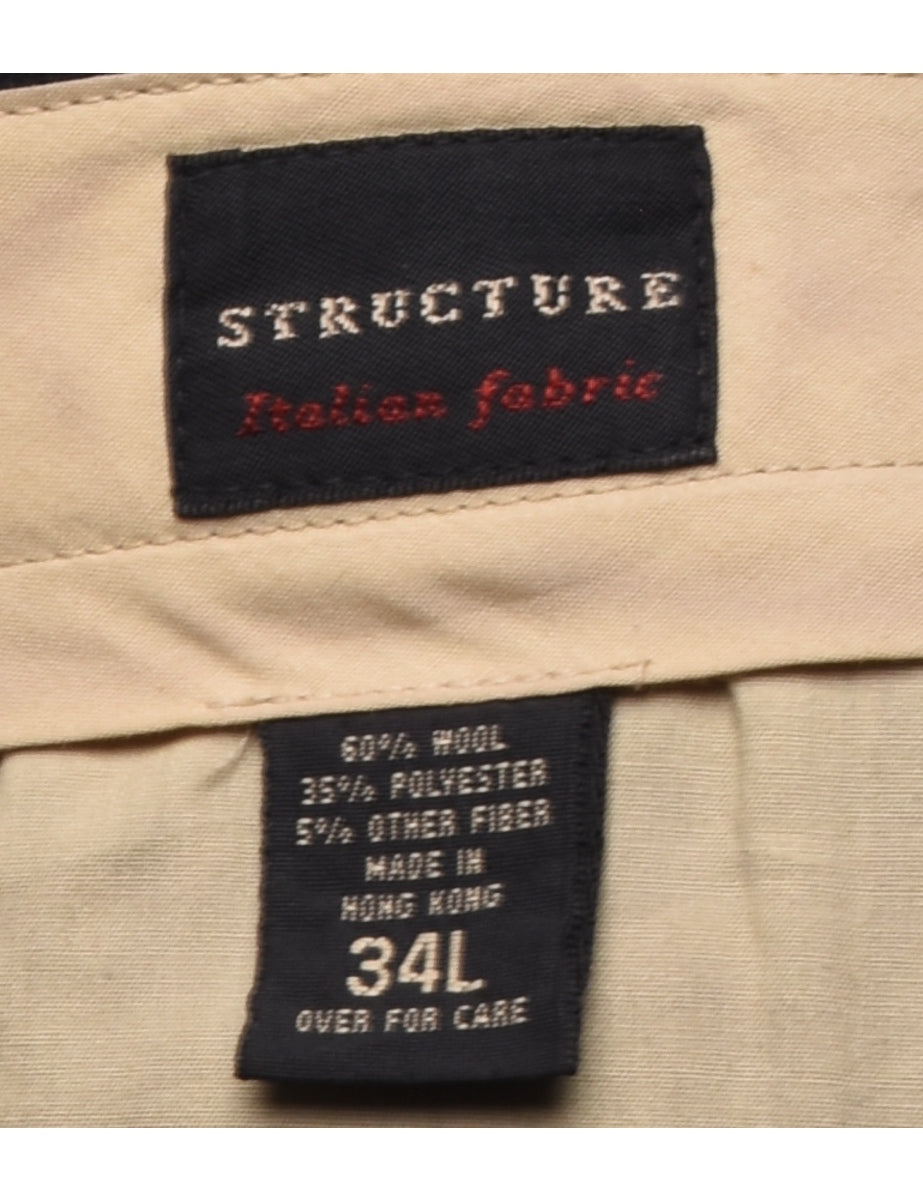 STRUCTURE
Italian fabric
60% WOOL
35% POLYESTER
5% OTHER FIBER
MADE IN
HONG KONG
34L
OVER FOR CARE